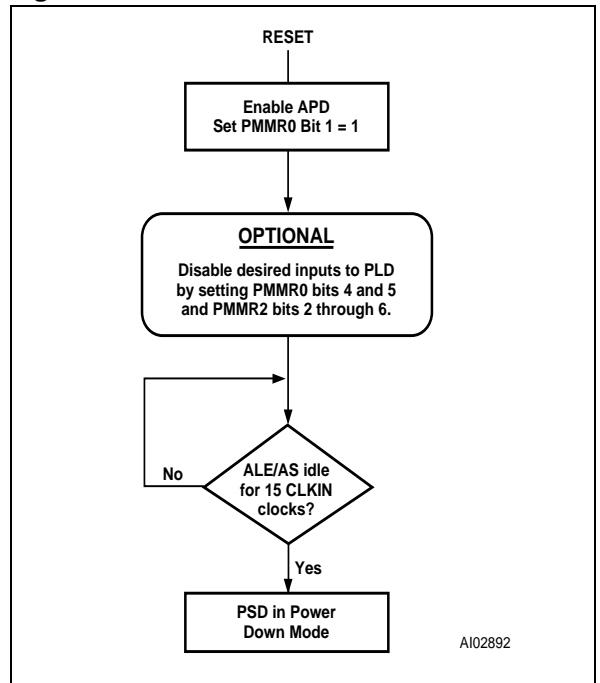 RESET
Enable APD
Set PMMR0 Bit 1 = 1
OPTIONAL
Disable desired inputs to PLD
by setting PMMR0 bits 4 and 5
and PMMR2 bits 2 through 6.
No
ALE/AS idle
for 15 CLKIN
clocks?
Yes
PSD in Power
Down Mode
AI02892